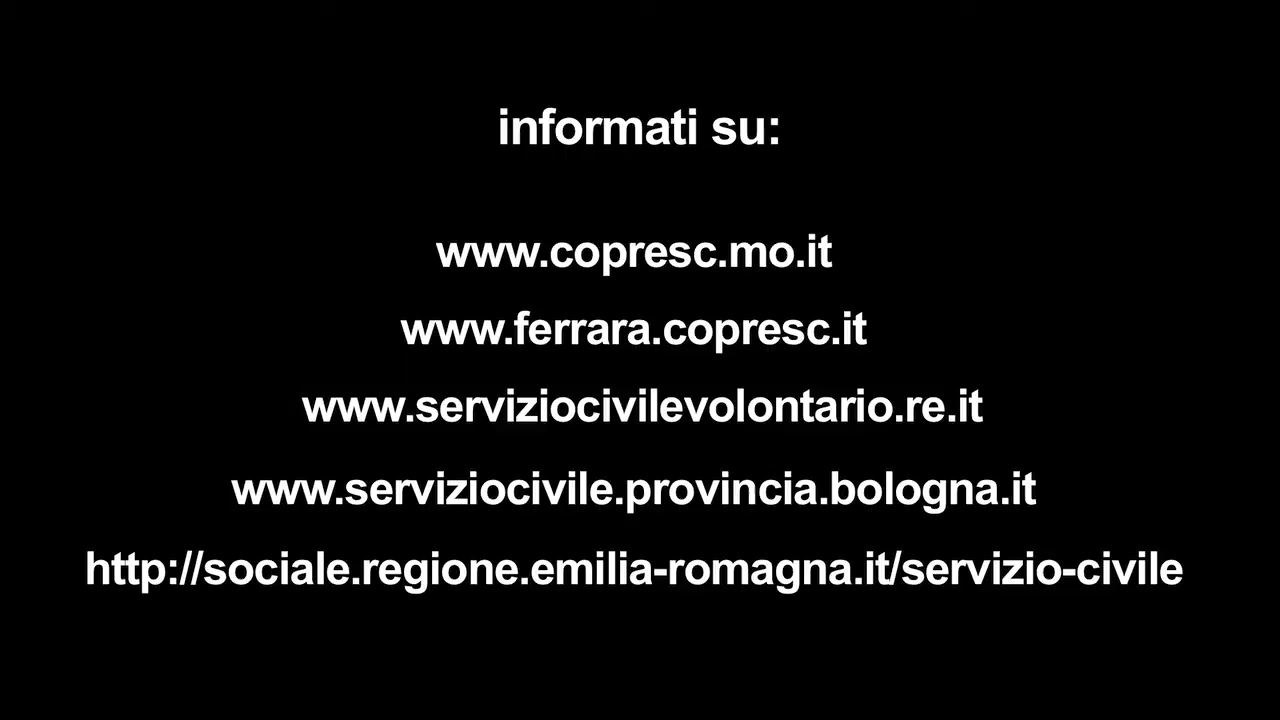 informati su:
www.copresc.mo.it
www.ferrara.copresc.it
www.serviziocivilevolontario.re.it
www.serviziocivile.provincia.bologna.it
http://sociale.regione.emilia-romagna.it/servizio-civile